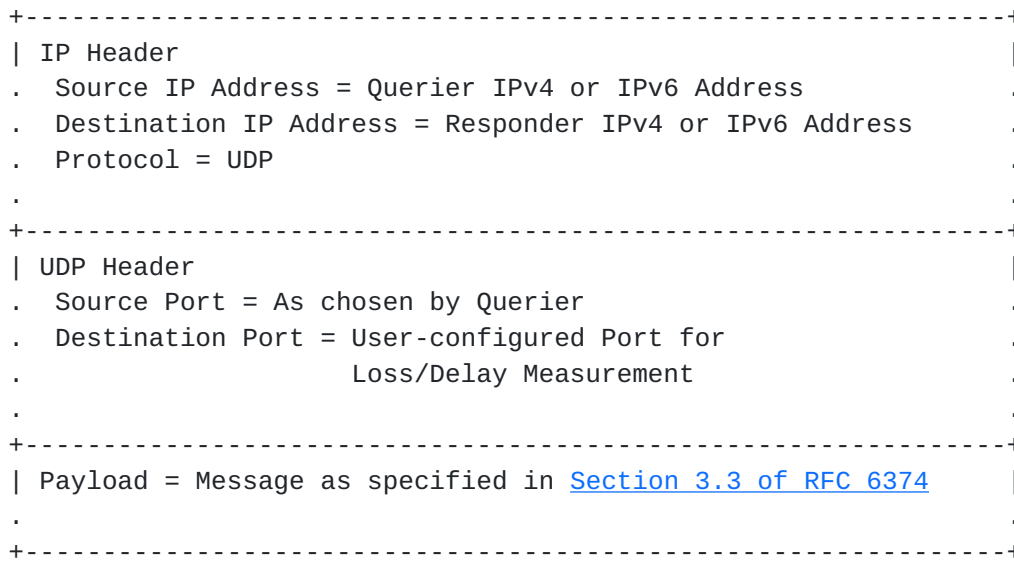 +---------------------------------------------------------------+
| IP Header                                                     |
.  Source IP Address = Querier IPv4 or IPv6 Address             .
.  Destination IP Address = Responder IPv4 or IPv6 Address      .
.  Protocol = UDP                                               .
.                                                               .
+---------------------------------------------------------------+
| UDP Header                                                    |
.  Source Port = As chosen by Querier                           .
.  Destination Port = User-configured Port for                  .
.                     Loss/Delay Measurement                    .
.                                                               .
+---------------------------------------------------------------+
| Payload = Message as specified in Section 3.3 of RFC 6374     |
.                                                               .
+---------------------------------------------------------------+